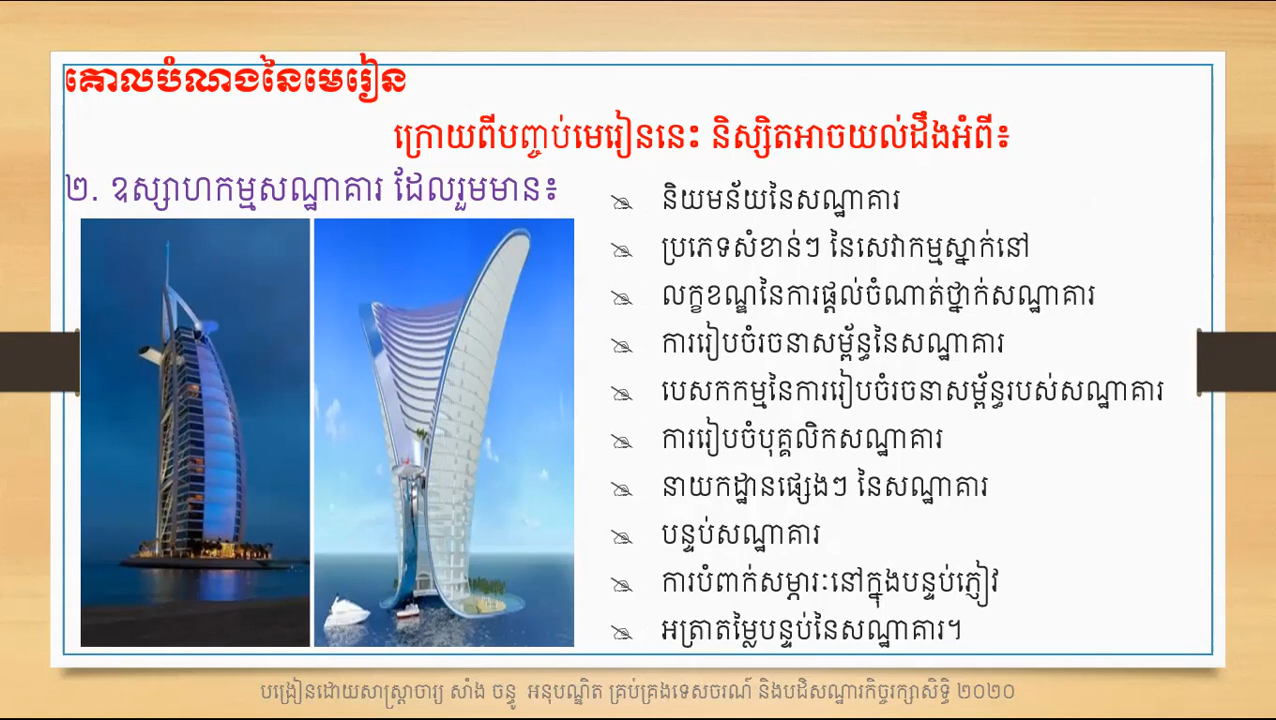 គោលបំណងនៃមេរៀន
ក្រោយពីបញ្ចប់មេរៀននេះ និស្សិតអាចយល់ដឹងអំពី៖
២. ឧស្សាហកម្មសណ្ឋាគារ ដែលរួមមាន៖
និយមន័យនៃសណ្ឋាគារ
ប្រភេទសំខាន់ៗ នៃសេវាកម្មស្នាក់នៅ
លក្ខខណ្ឌនៃការផ្តល់ចំណាត់ថ្នាក់សណ្ឋាគារ
ការរៀបចំរចនាសម្ព័ន្ធនៃសណ្ឋាគារ
បេសកកម្មនៃការរៀបចំរចនាសម្ព័ន្ធរបស់សណ្ឋាគារ
ការរៀបចំបុគ្គលិកសណ្ឋាគារ
នាយកដ្ឋានផ្សេងៗ នៃសណ្ឋាគារ
បន្ទប់សណ្ឋាគារ
ការបំពាក់សម្ភារៈនៅក្នុងបន្ទប់ភ្ញៀវ
អត្រាតម្លៃបន្ទប់នៃសណ្ឋាគារ។
បង្រៀនដោយសាស្ត្រាចារ្យ សាំង ចន្ធូ អនុបណ្ឌិត គ្រប់គ្រងទេសចរណ៍ និងបដិសណ្ឋារកិច្ចរក្សាសិទ្ធិ ២០២០